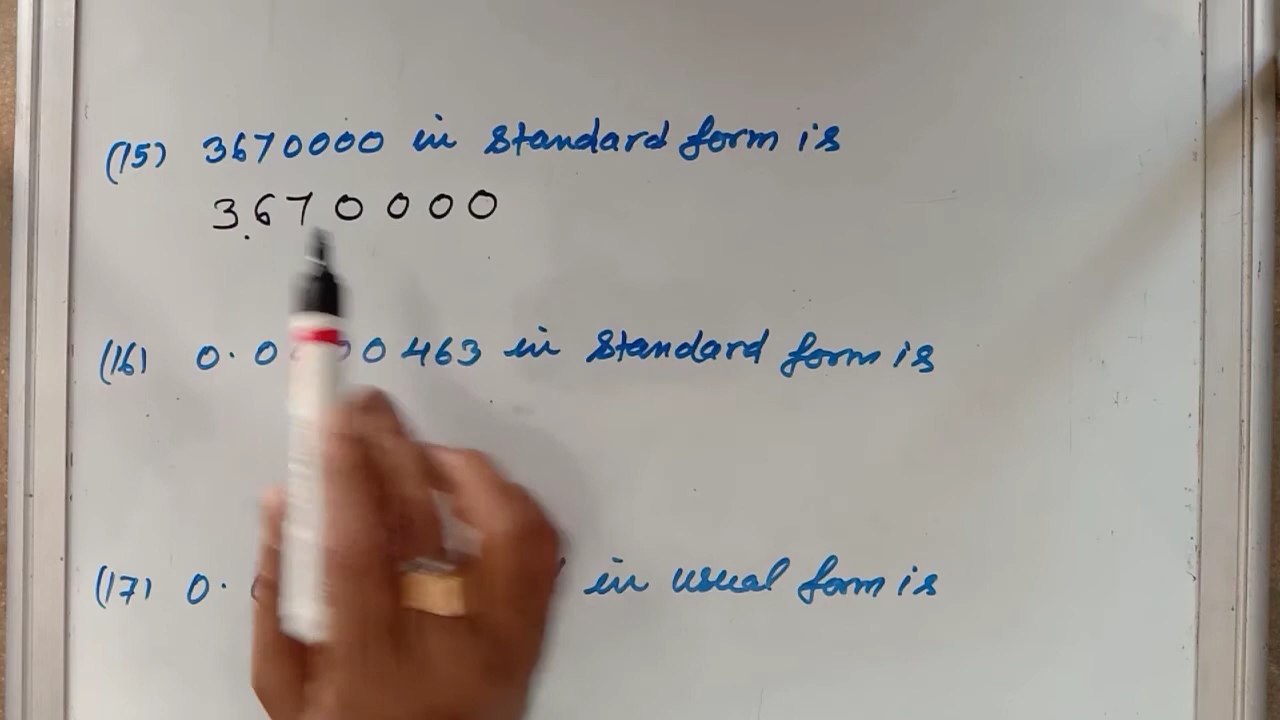 (15) 3670000 in standard form is
3.670000
(16) 0.0 0463 in standard form is
(17) 0. in usual form is